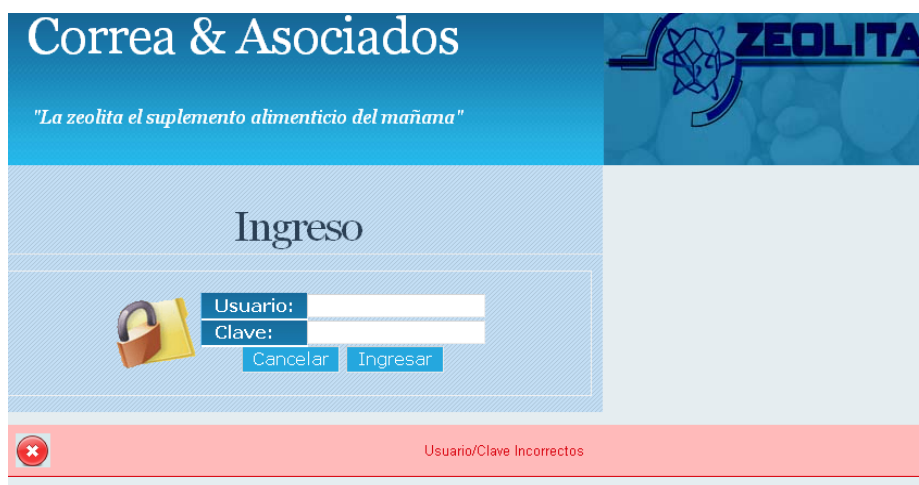 Correa & Asociados
ZEOLITA
"La zeolita el suplemento alimenticio del mañana"
Ingreso
Usuario:
Clave:
Cancelar Ingresar
Usuario/Clave Incorrectos